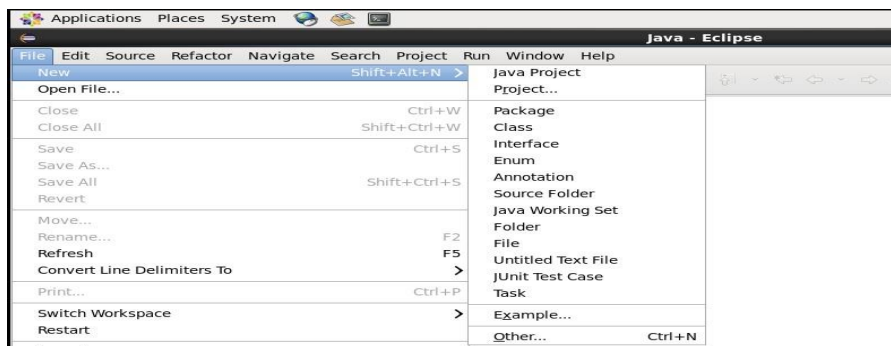 Applications Places System
Java - Eclipse
File Edit Source Refactor Navigate Search Project Run Window Help
New Shift+Alt+N >
Open File...
Close Ctrl+W
Close All Shift+Ctrl+W
Save Ctrl+S
Save As...
Save All Shift+Ctrl+S
Revert
Move...
Rename... F2
Refresh F5
Convert Line Delimiters To >
Print... Ctrl+P
Switch Workspace >
Restart
Java Project
Project...
Package
Class
Interface
Enum
Annotation
Source Folder
Java Working Set
Folder
File
Untitled Text File
JUnit Test Case
Task
Example...
Other... Ctrl+N